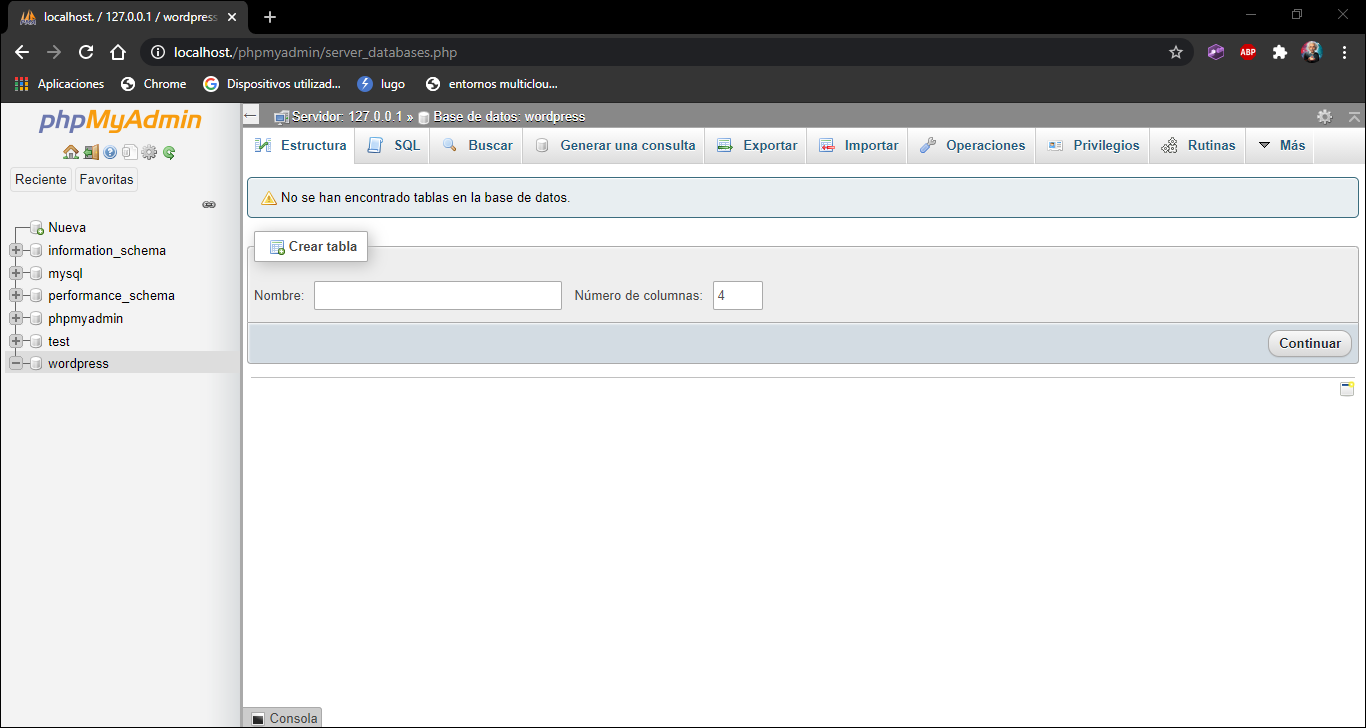 localhost. / 127.0.0.1 / wordpress
localhost./phpmyadmin/server_databases.php
ABP
Aplicaciones
Chrome
Dispositivos utilizad...
lugo
entornos multiclou...
phpMyAdmin
Reciente
Favoritas
Nueva
information_schema
mysql
performance_schema
phpmyadmin
test
wordpress
Servidor: 127.0.0.1 » Base de datos: wordpress
Estructura
SQL
Buscar
Generar una consulta
Exportar
Importar
Operaciones
Privilegios
Rutinas
Más
No se han encontrado tablas en la base de datos.
Crear tabla
Nombre:
Número de columnas: 4
Continuar
Consola